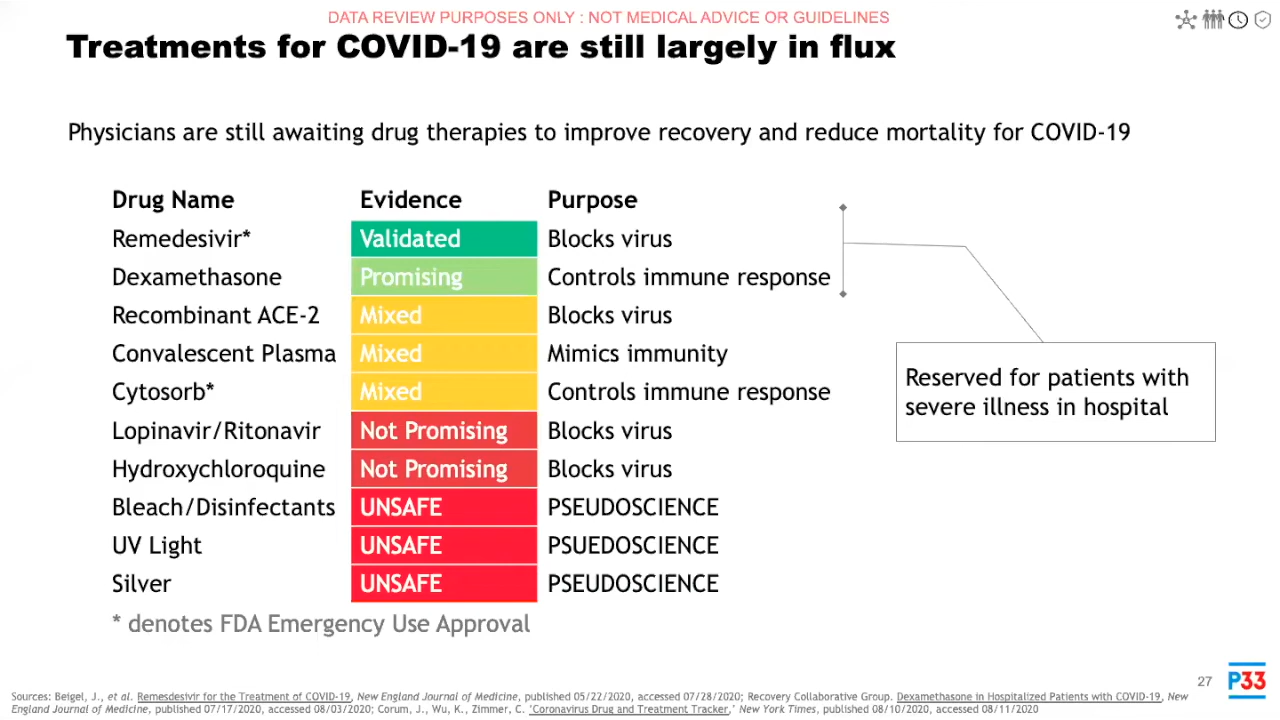 DATA REVIEW PURPOSES ONLY : NOT MEDICAL ADVICE OR GUIDELINES
Treatments for COVID-19 are still largely in flux
Physicians are still awaiting drug therapies to improve recovery and reduce mortality for COVID-19
Drug Name Evidence Purpose
Remedesivir* Validated Blocks virus
Dexamethasone Promising Controls immune response
Recombinant ACE-2 Mixed Blocks virus
Convalescent Plasma Mixed Mimics immunity
Cytosorb* Mixed Controls immune response
Lopinavir/Ritonavir Not Promising Blocks virus
Hydroxychloroquine Not Promising Blocks virus
Bleach/Disinfectants UNSAFE PSEUDOSCIENCE
UV Light UNSAFE PSUEDOSCIENCE
Silver UNSAFE PSEUDOSCIENCE
* denotes FDA Emergency Use Approval
Reserved for patients with
severe illness in hospital
Sources: Beigel, J., et al. Remesdesivir for the Treatment of COVID-19, New England Journal of Medicine, published 05/22/2020, accessed 07/28/2020; Recovery Collaborative Group. Dexamethasone in Hospitalized Patients with COVID-19, New
England Journal of Medicine, published 07/17/2020, accessed 08/03/2020; Corum, J., Wu, K., Zimmer, C. 'Coronavirus Drug and Treatment Tracker,' New York Times, published 08/10/2020, accessed 08/11/2020
27
P33